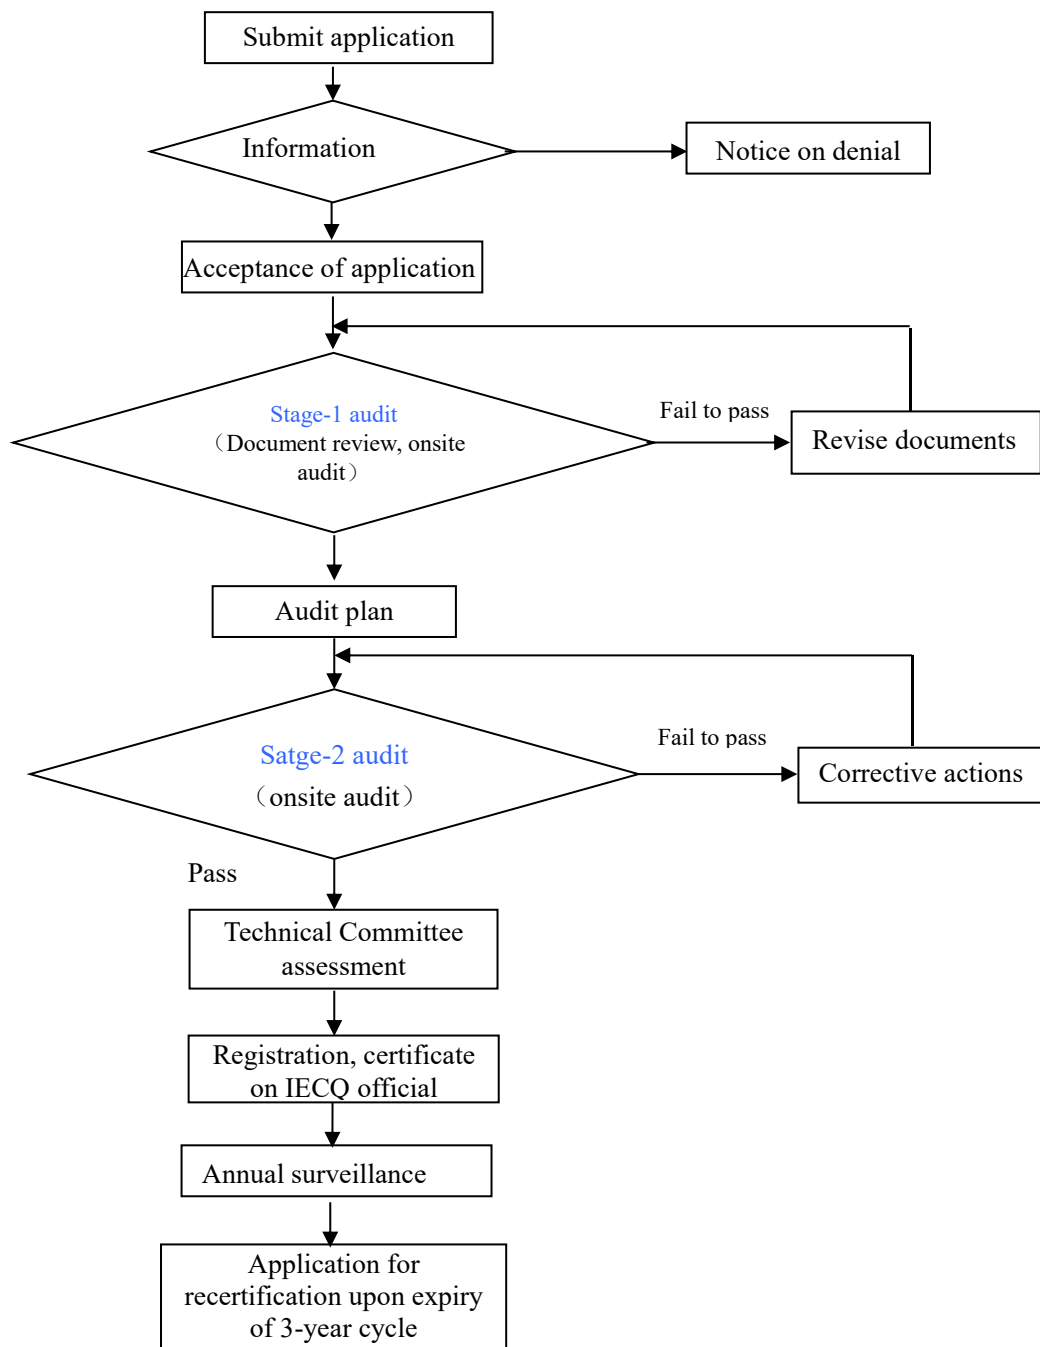 Submit application
Information
Notice on denial
Acceptance of application
Stage-1 audit
（Document review, onsite
audit）
Fail to pass
Revise documents
Audit plan
Satge-2 audit
（onsite audit）
Fail to pass
Corrective actions
Pass
Technical Committee
assessment
Registration, certificate
on IECQ official
Annual surveillance
Application for
recertification upon expiry
of 3-year cycle